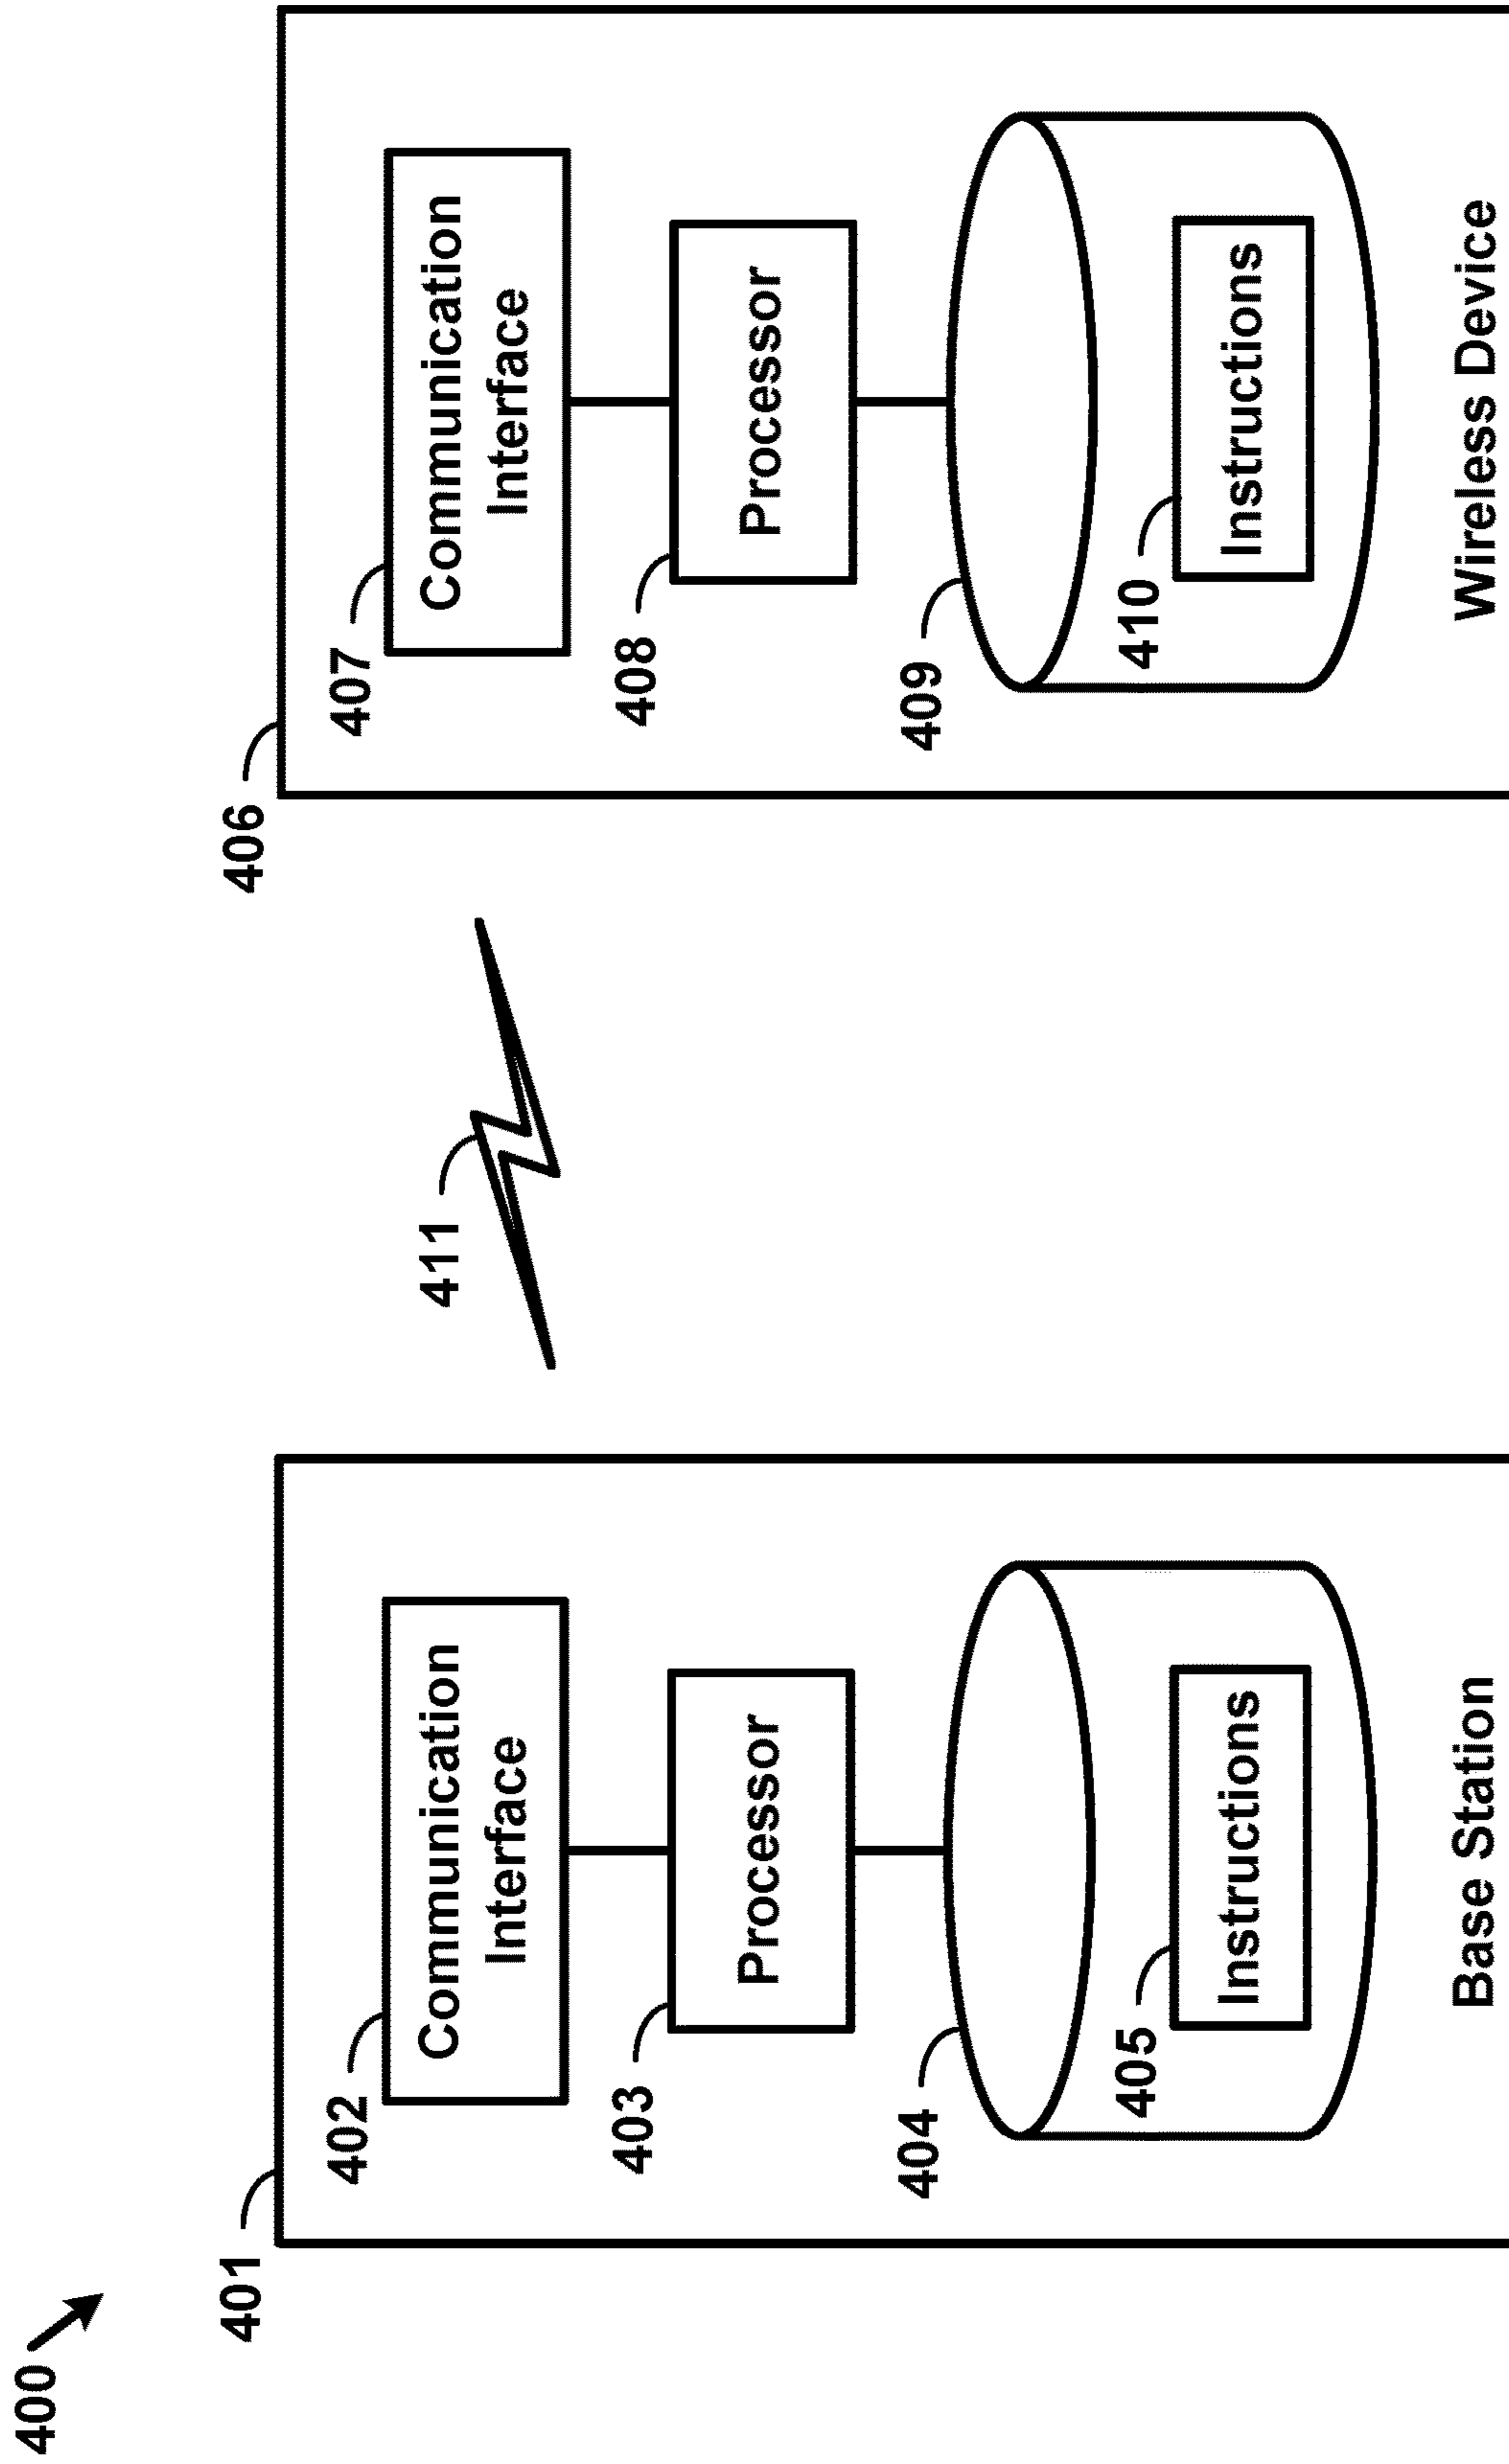 400
401
402
Communication
Interface
403
Processor
404
405
Instructions
Base Station
411
406
407
Communication
Interface
408
Processor
409
410
Instructions
Wireless Device